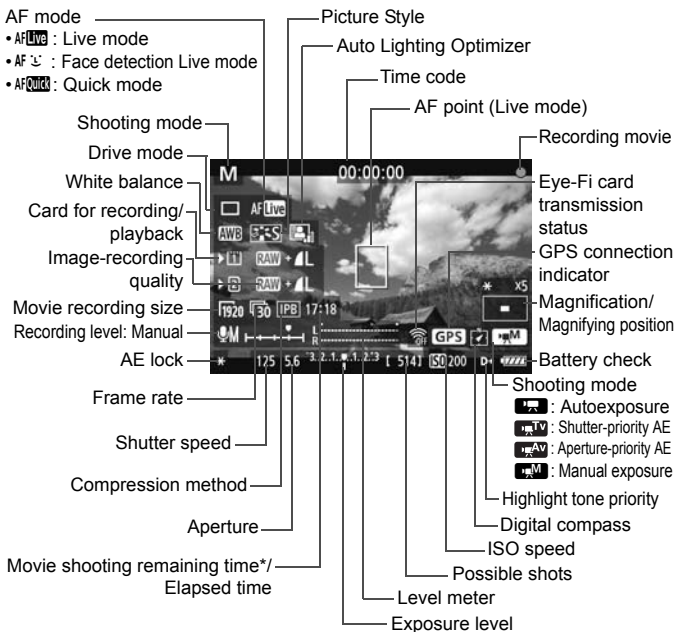 AF mode
• AF Live : Live mode
• AF : Face detection Live mode
• AF Quick : Quick mode
Picture Style
Auto Lighting Optimizer
Time code
AF point (Live mode)
Shooting mode
Recording movie
Drive mode
White balance
Card for recording/
playback
Image-recording
quality
Movie recording size
Recording level: Manual
AE lock
Frame rate
Shutter speed
Compression method
Aperture
Movie shooting remaining time*/
Elapsed time
M 00:00:00
AF Live
AWB S
1 RAW + L
2 RAW + L
1920 30 IPB 17:18
M L
R
GPS M
* x5
* 125 5.6 -3..2..1..▼..1..2.+3 [ 514] ISO 200 D+
OFF
Eye-Fi card
transmission
status
GPS connection
indicator
Magnification/
Magnifying position
Battery check
Shooting mode
: Autoexposure
Tv : Shutter-priority AE
Av : Aperture-priority AE
M : Manual exposure
Highlight tone priority
Digital compass
ISO speed
Possible shots
Level meter
Exposure level